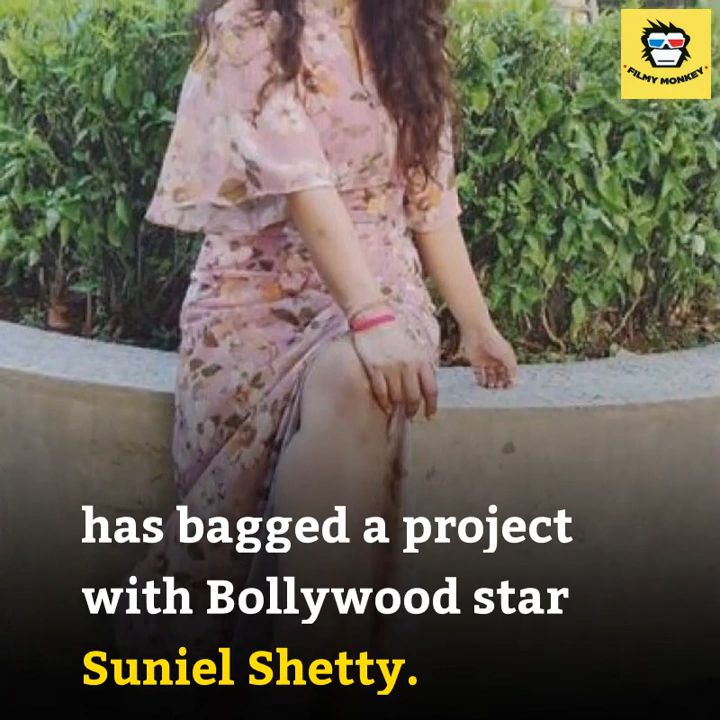 FILMY MONKEY
has bagged a project
with Bollywood star
Suniel Shetty.